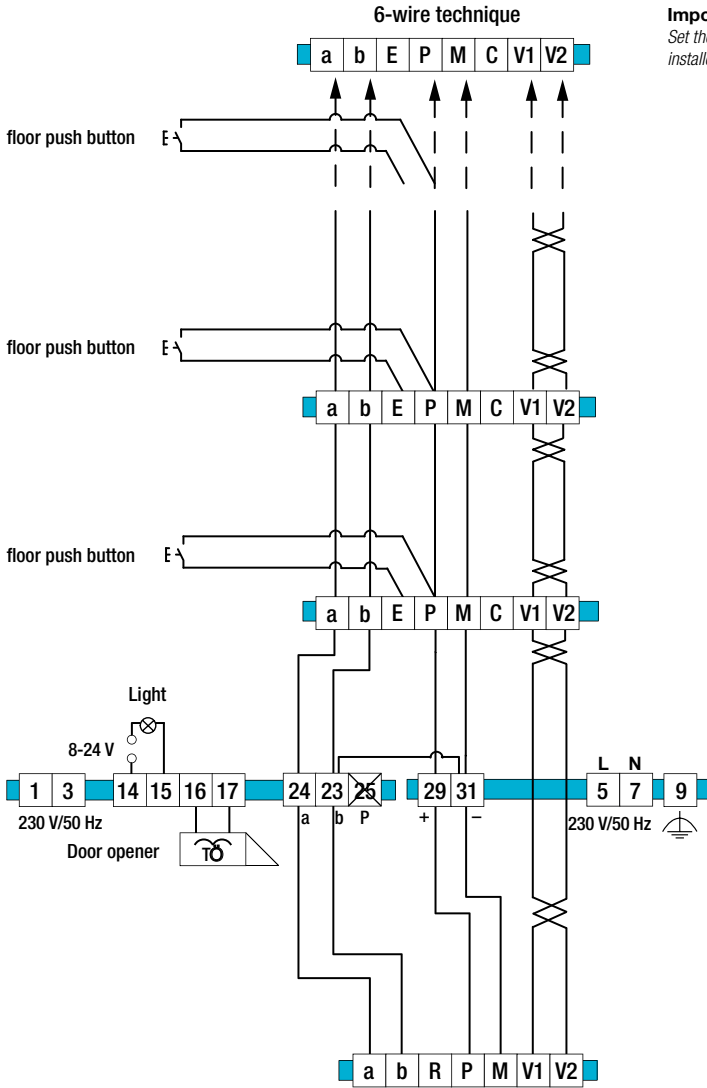 6-wire technique
Impo
Set the
installe
a b E P M C V1 V2
floor push button
floor push button
a b E P M C V1 V2
floor push button
a b E P M C V1 V2
Light
8-24 V
L N
1 3 14 15 16 17 24 23 25 29 31 5 7 9
a b P + −
230 V/50 Hz
230 V/50 Hz
Door opener
TÖ
a b R P M V1 V2